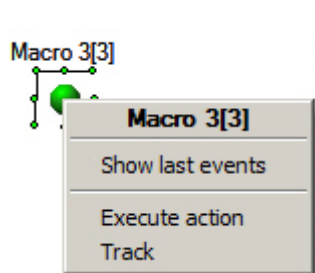 Macro 3[3]
Macro 3[3]
Show last events
Execute action
Track